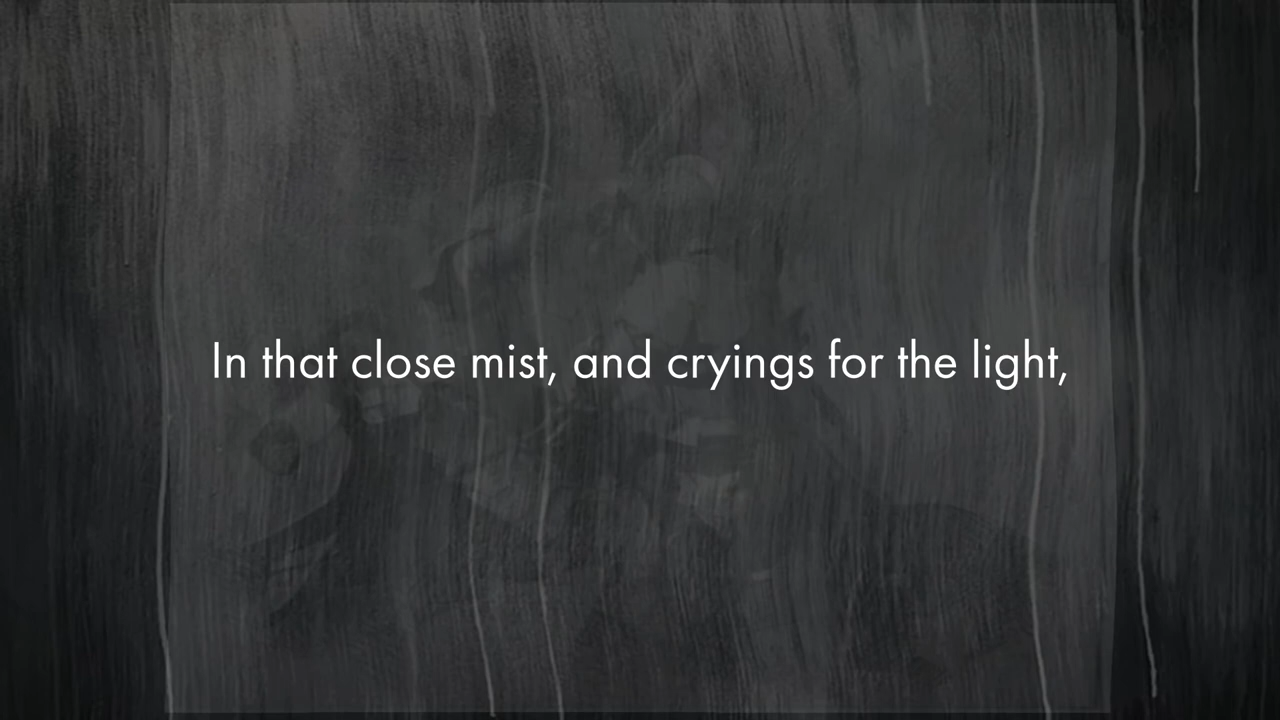 In that close mist, and cryings for the light,